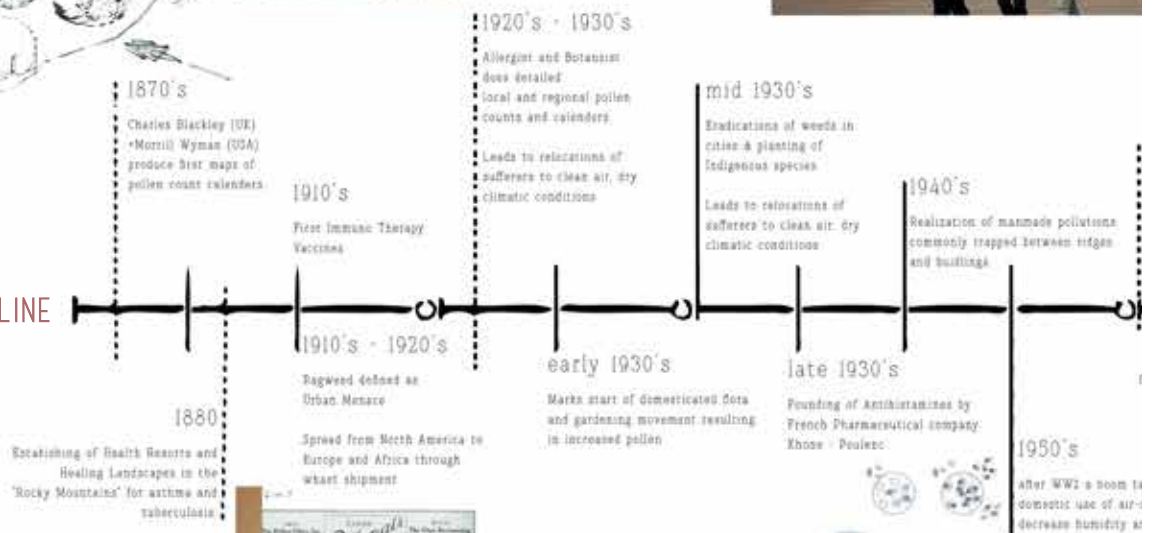 1870's
Charles Blackley (UK)
•Morrill Wyman (USA)
produce first maps of
pollen count calenders
1910's
First Immuno Therapy
Vaccines
1920's - 1930's
Allergist and Botannist
does detailed
local and regional pollen
counts and calenders
Leads to relocations of
sufferers to clean air, dry
climatic conditions
mid 1930's
Eradications of weeds in
cities & planting of
Indigenous species
Leads to relocations of
sufferers to clean air, dry
climatic conditions
1940's
Realization of manmade pollutions
commonly trapped between ridges
and buidlings
LINE
1880
Establishing of Health Resorts and
Healing Landscapes in the
"Rocky Mountains" for asthma and
tuberculosis
1910's - 1920's
Ragweed defined as
Urban Menace
Spread from North America to
Europe and Africa through
wheat shipment
early 1930's
Marks start of domesticated flora
and gardening movement resulting
in increased pollen
late 1930's
Founding of Antihistamines by
French Pharmaceutical company
Rhone - Poulenc
1950's
after WW2 a boom
domestic use of air-
decrease humidity